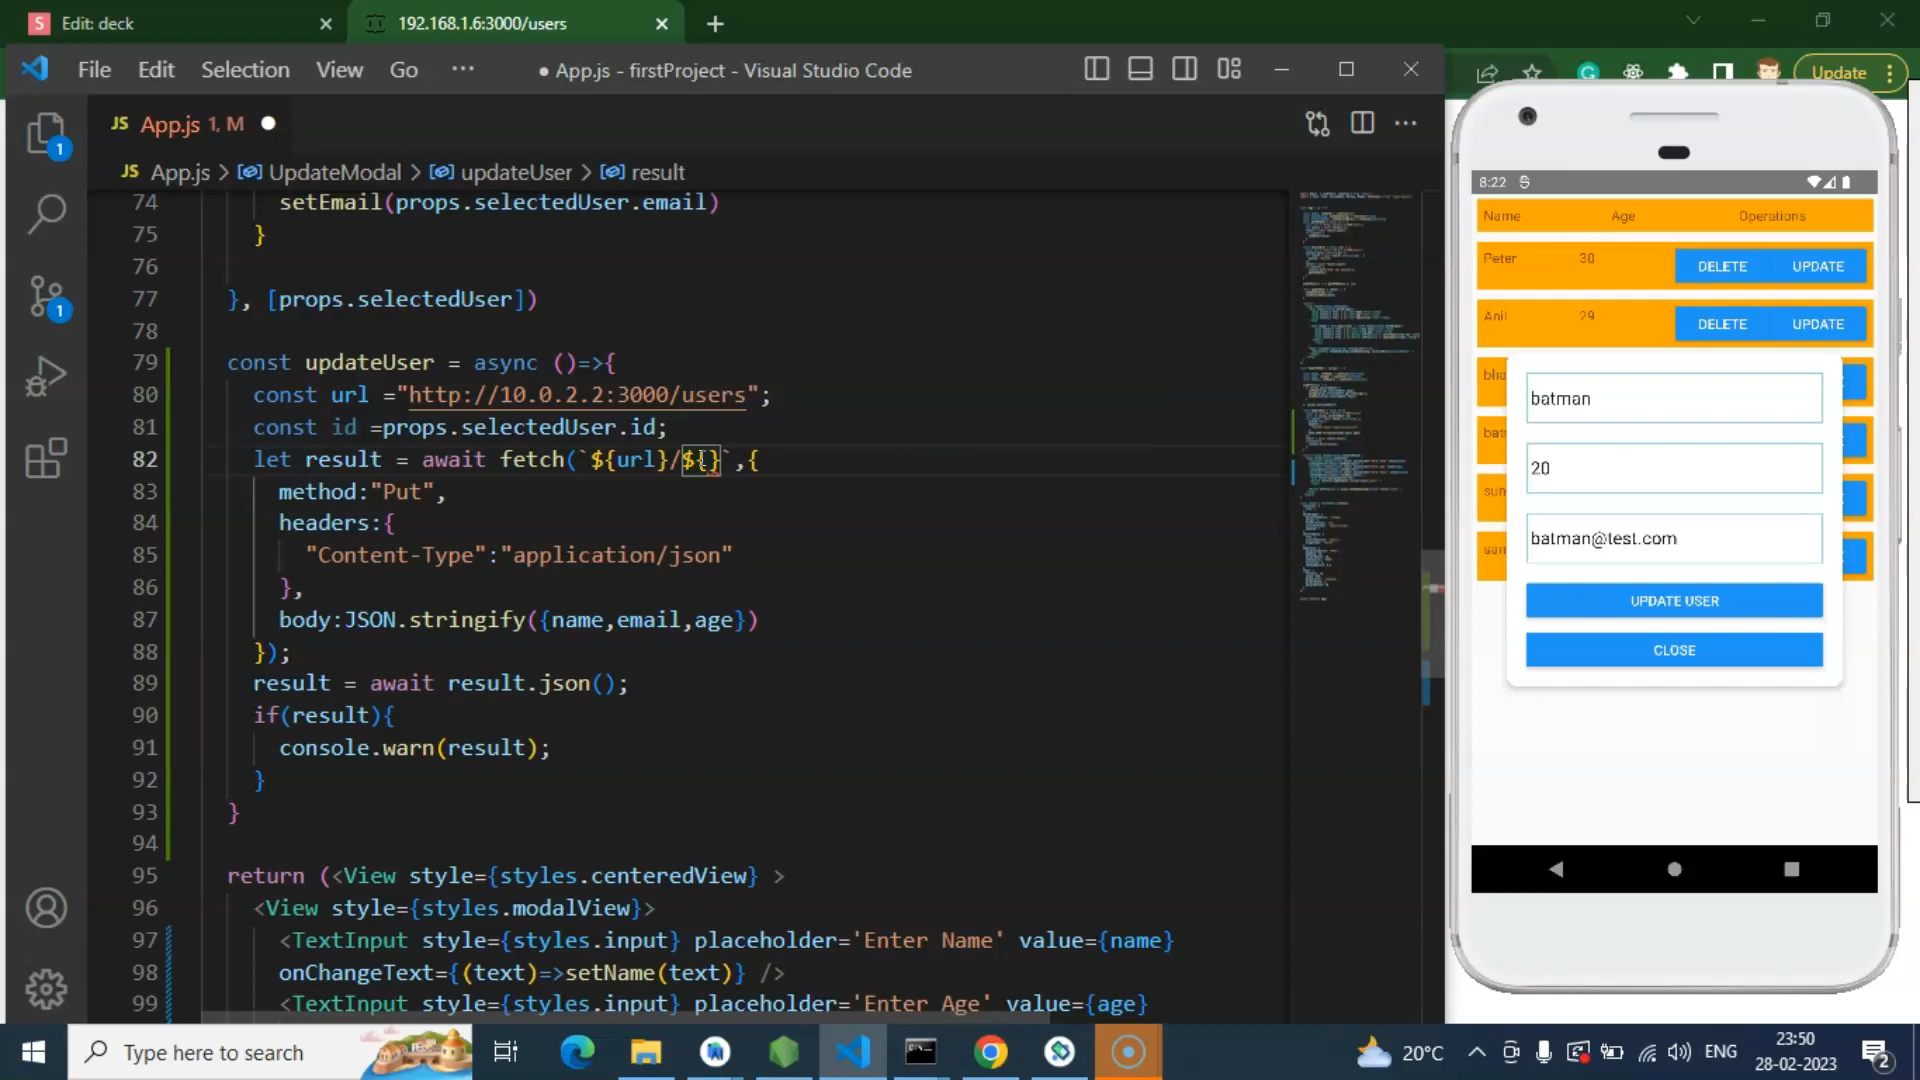 Edit: deck
192.168.1.6:3000/users
File Edit Selection View Go ··· ● App.js - firstProject - Visual Studio Code
Update
JS App.js 1, M ●
JS App.js > UpdateModal > updateUser > result
74 setEmail(props.selectedUser.email)
75 }
76
77 }, [props.selectedUser])
78
79 const updateUser = async ()=>{
80 const url ="http://10.0.2.2:3000/users";
81 const id =props.selectedUser.id;
82 let result = await fetch(`${url}/${}`,{
83 method:"Put",
84 headers:{
85 "Content-Type":"application/json"
86 },
87 body:JSON.stringify({name,email,age})
88 });
89 result = await result.json();
90 if(result){
91 console.warn(result);
92 }
93 }
94
95 return (<View style={styles.centeredView} >
96 <View style={styles.modalView}>
97 <TextInput style={styles.input} placeholder='Enter Name' value={name}
98 onChangeText={(text)=>setName(text)} />
99 <TextInput style={styles.input} placeholder='Enter Age' value={age}
1
1
8:22
Name Age Operations
Peter 30 DELETE UPDATE
Anil 29 DELETE UPDATE
bha
batman
bat
20
sun
batman@test.com
sam
UPDATE USER
CLOSE
Type here to search
20°C
ENG
23:50
28-02-2023
2